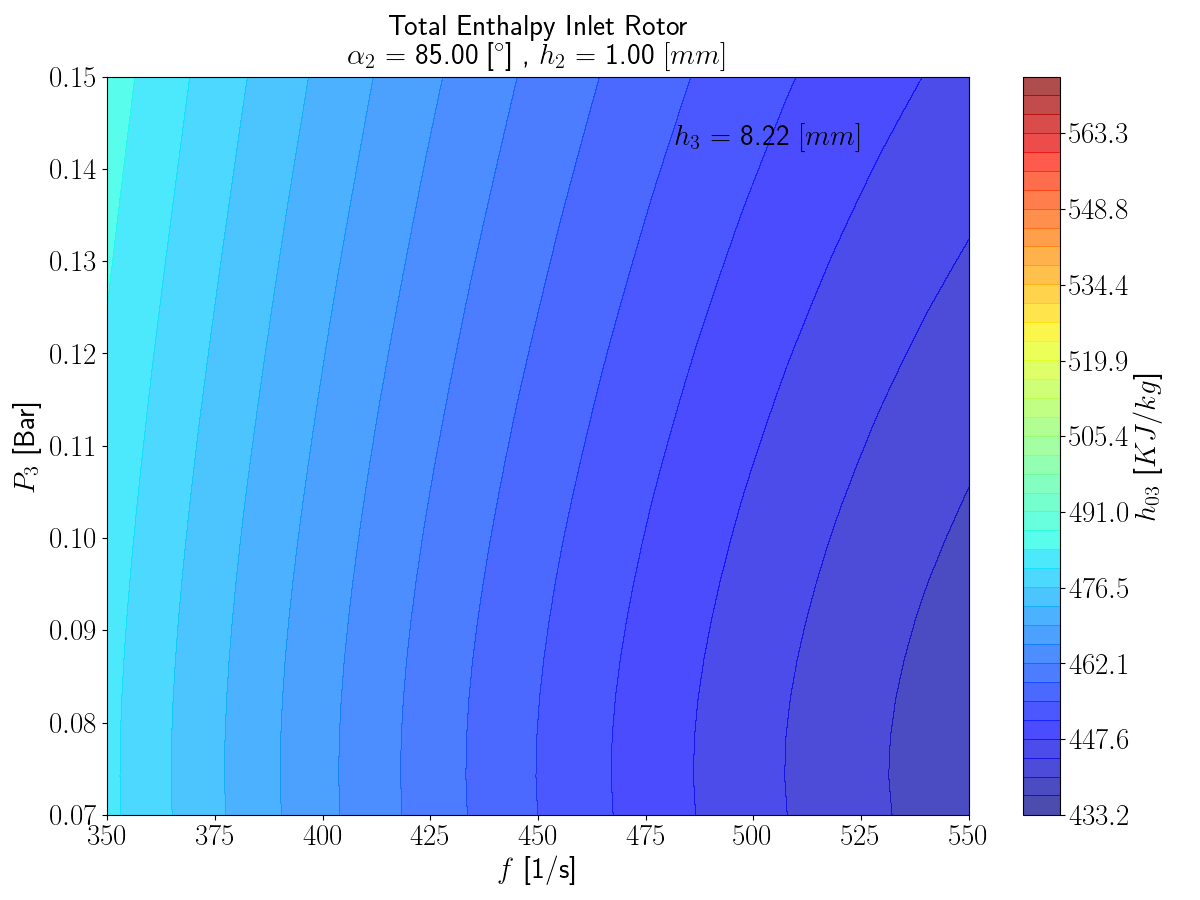 Total Enthalpy Inlet Rotor
α₂ = 85.00 [°] , h₂ = 1.00 [mm]
h₃ = 8.22 [mm]
P₃ [Bar]
0.15
0.14
0.13
0.12
0.11
0.10
0.09
0.08
0.07
350 375 400 425 450 475 500 525 550
f [1/s]
563.3
548.8
534.4
519.9
505.4
491.0
476.5
462.1
447.6
433.2
h₀₃ [KJ/kg]